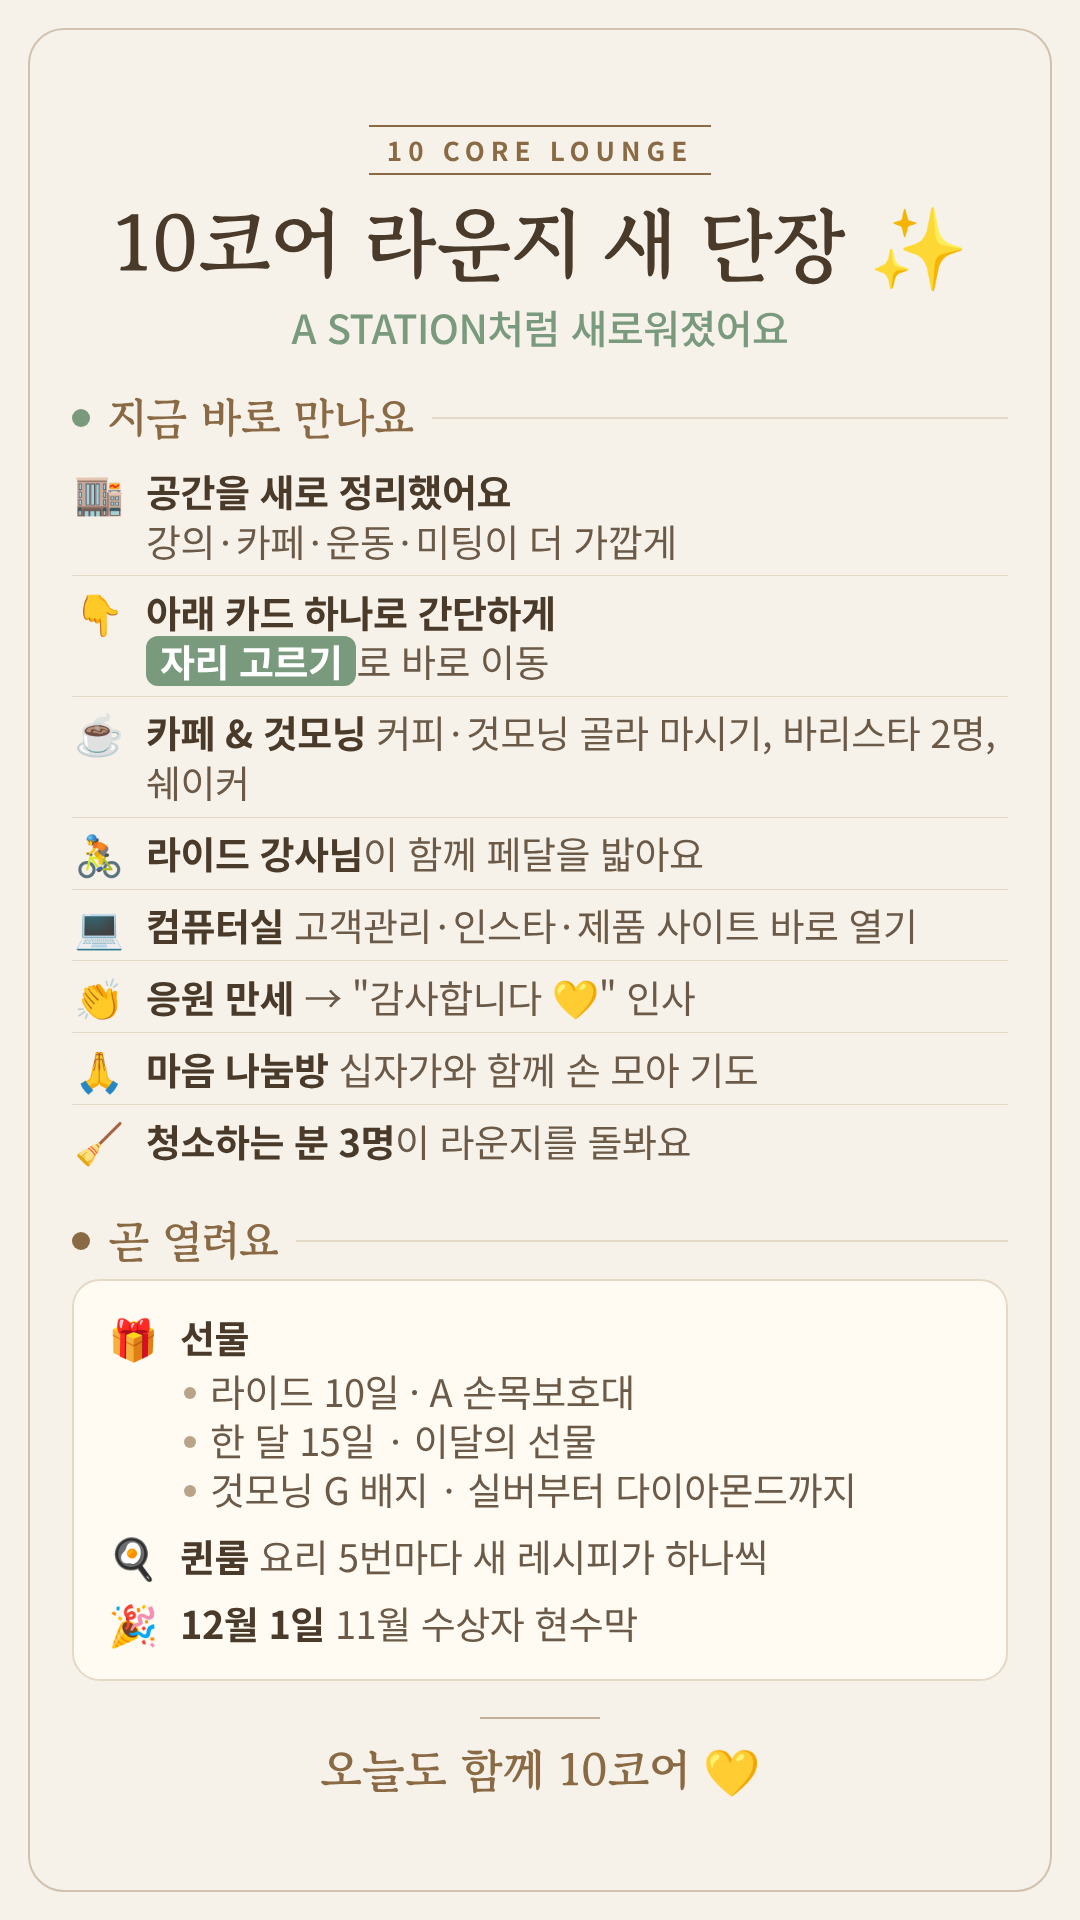 10 CORE LOUNGE
10코어 라운지 새 단장 ✨
A STATION처럼 새로워졌어요
지금 바로 만나요
공간을 새로 정리했어요
강의·카페·운동·미팅이 더 가깝게
아래 카드 하나로 간단하게
자리 고르기로 바로 이동
카페 & 것모닝 커피·것모닝 골라 마시기, 바리스타 2명,
쉐이커
라이드 강사님이 함께 페달을 밟아요
컴퓨터실 고객관리·인스타·제품 사이트 바로 열기
응원 만세 → "감사합니다 💛" 인사
마음 나눔방 십자가와 함께 손 모아 기도
청소하는 분 3명이 라운지를 돌봐요
곧 열려요
선물
라이드 10일 · A 손목보호대
한 달 15일 · 이달의 선물
것모닝 G 배지 · 실버부터 다이아몬드까지
퀸룸 요리 5번마다 새 레시피가 하나씩
12월 1일 11월 수상자 현수막
오늘도 함께 10코어 💛